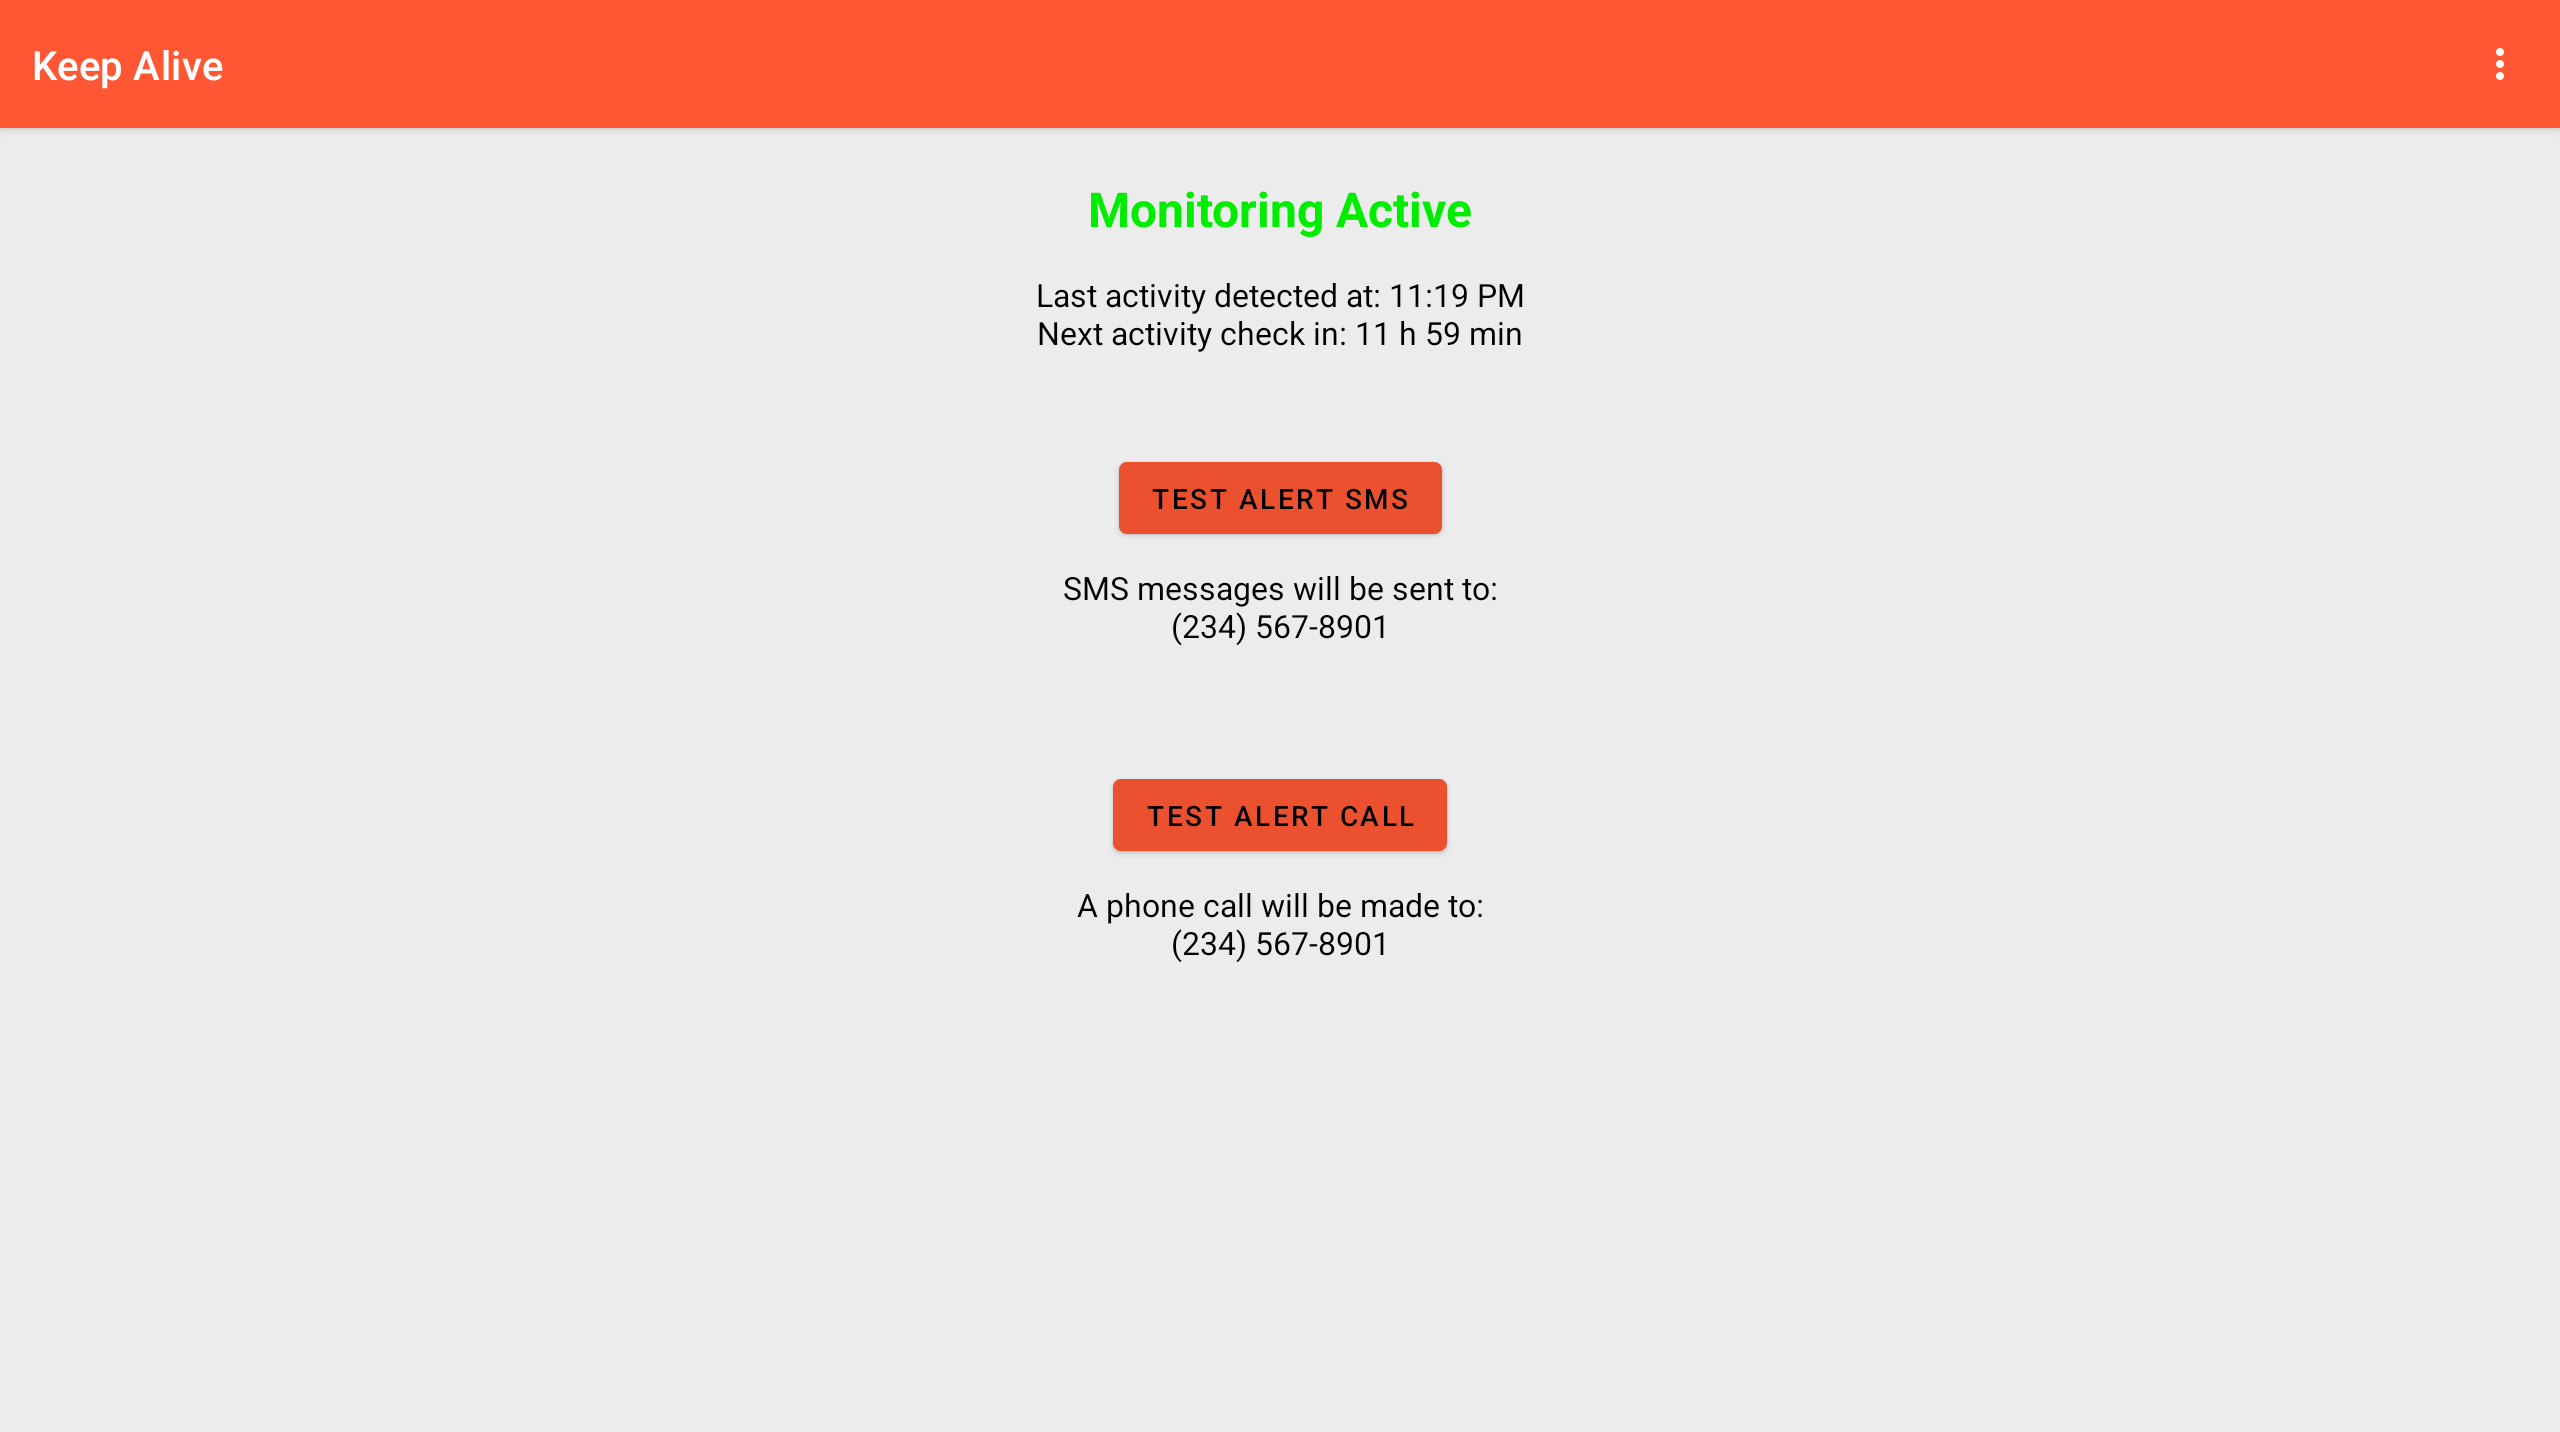 Keep Alive
Monitoring Active
Last activity detected at: 11:19 PM
Next activity check in: 11 h 59 min
TEST ALERT SMS
SMS messages will be sent to:
(234) 567-8901
TEST ALERT CALL
A phone call will be made to:
(234) 567-8901